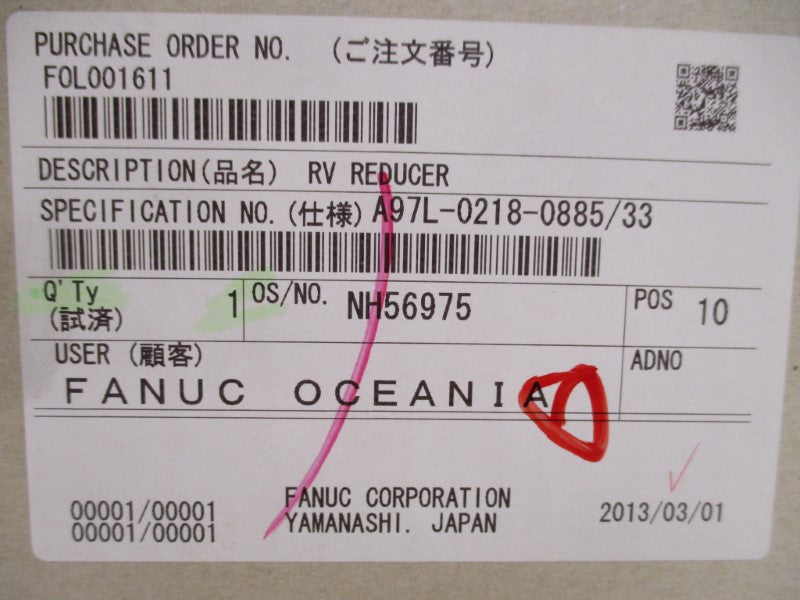 PURCHASE ORDER NO. (ご注文番号)
FOL001611
DESCRIPTION(品名) RV REDUCER
SPECIFICATION NO.(仕様) A97L-0218-0885/33
Q'Ty 1 OS/NO. NH56975 POS 10
(試済)
USER (顧客) ADNO
FANUC OCEANIA
00001/00001 FANUC CORPORATION 2013/03/01
00001/00001 YAMANASHI. JAPAN